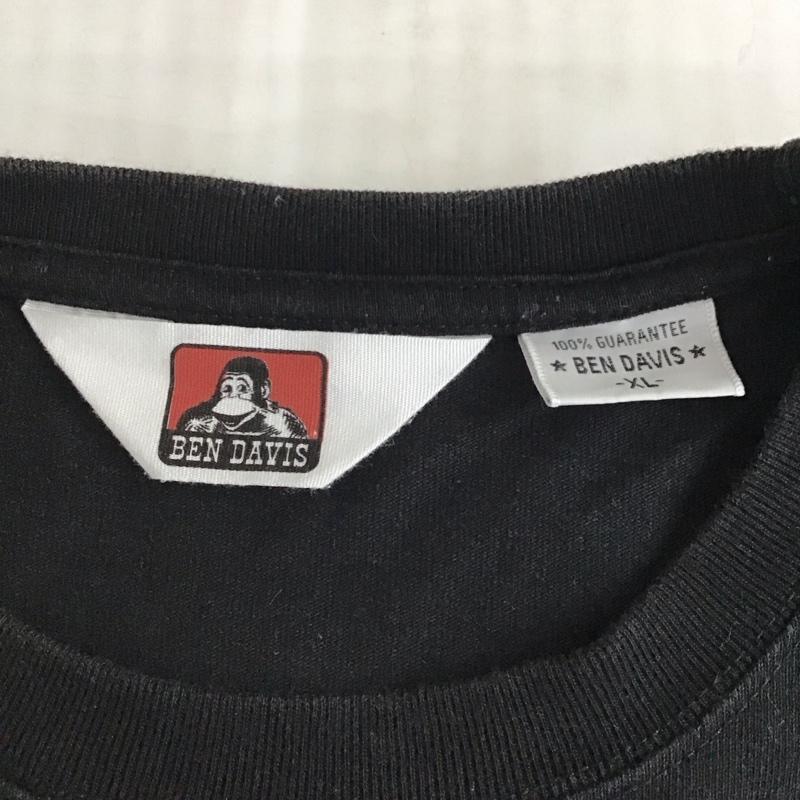 BEN DAVIS
100% GUARANTEE
★ BEN DAVIS ★
-XL-